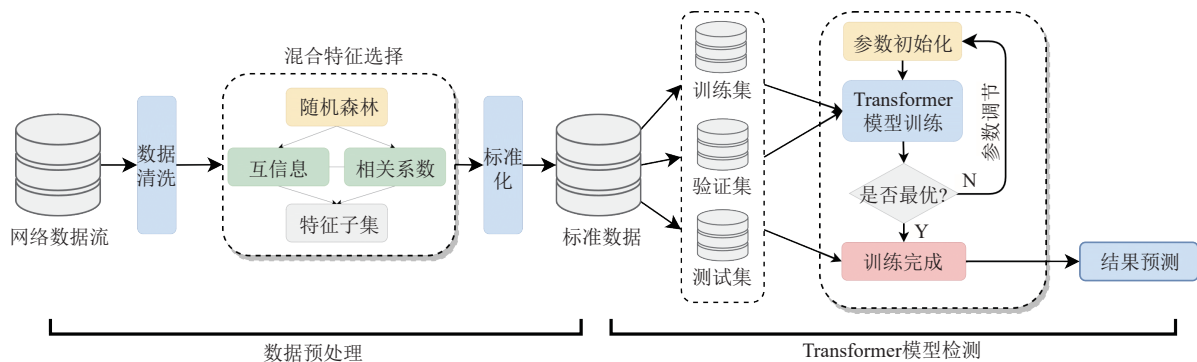 网络数据流
数据
清洗
混合特征选择
随机森林
互信息
相关系数
特征子集
标准
化
标准数据
训练集
验证集
测试集
参数初始化
Transformer
模型训练
参数调节
是否最优?
N
Y
训练完成
结果预测
数据预处理
Transformer模型检测